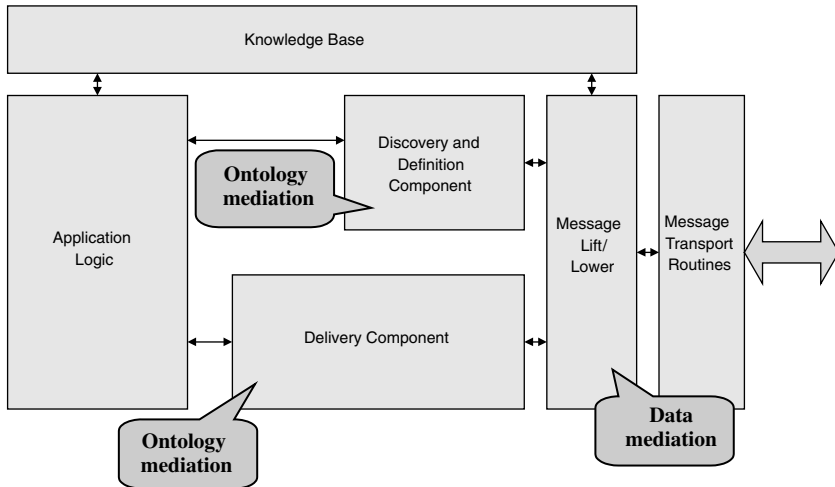 Knowledge Base
Discovery and
Definition
Component
Ontology
mediation
Application
Logic
Message
Lift/
Lower
Message
Transport
Routines
Delivery Component
Ontology
mediation
Data
mediation